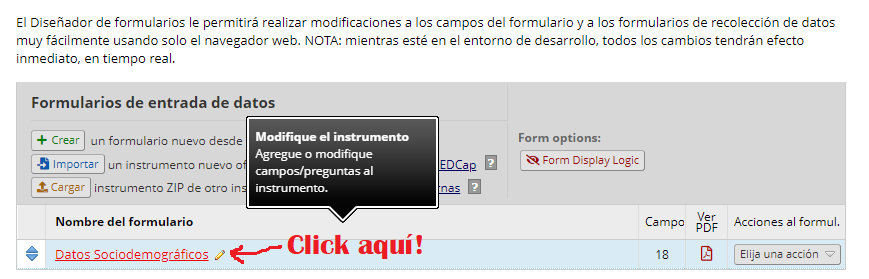 El Diseñador de formularios le permitirá realizar modificaciones a los campos del formulario y a los formularios de recolección de datos
muy fácilmente usando solo el navegador web. NOTA: mientras esté en el entorno de desarrollo, todos los cambios tendrán efecto
inmediato, en tiempo real.
Formularios de entrada de datos
+ Crear un formulario nuevo desde
Importar un instrumento nuevo of EDCap ?
Cargar instrumento ZIP de otro ins rnas ?
Modifique el instrumento
Agregue o modifique
campos/preguntas al
instrumento.
Form options:
Form Display Logic
Nombre del formulario Campo Ver PDF Acciones al formul.
Datos Sociodemográficos Click aquí! 18 Elija una acción